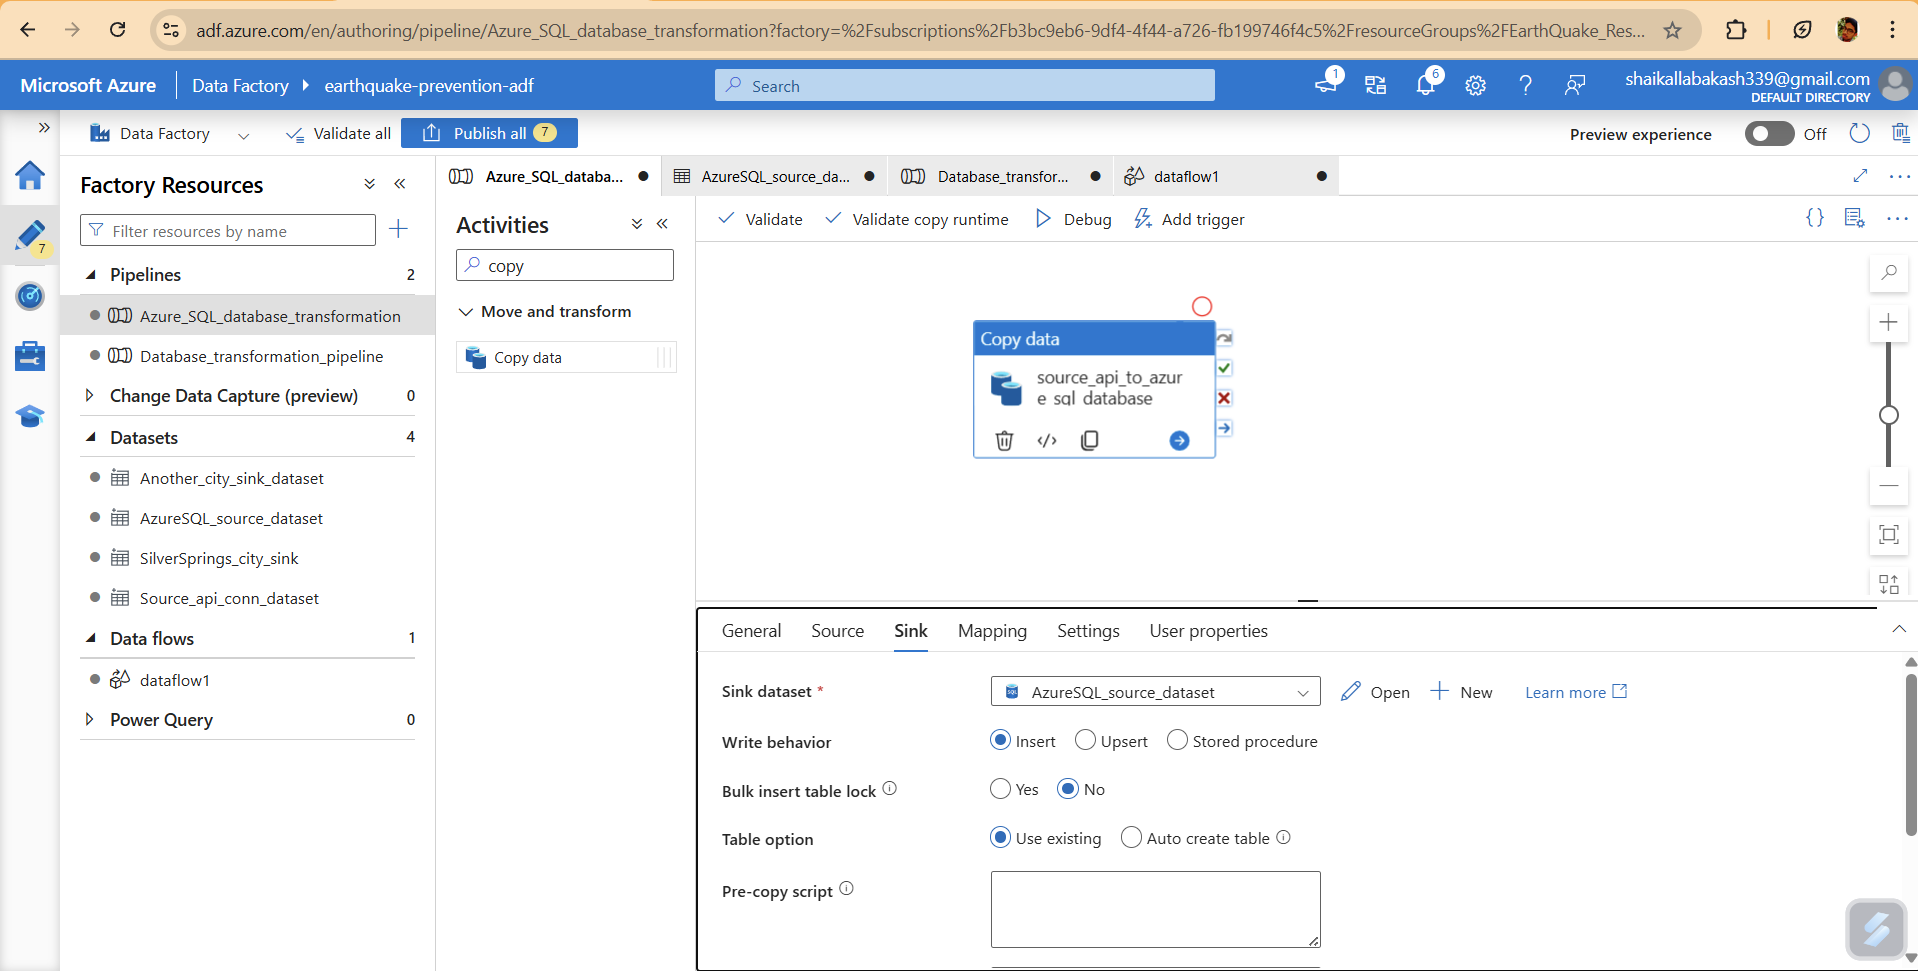 adf.azure.com/en/authoring/pipeline/Azure_SQL_database_transformation?factory=%2Fsubscriptions%2Fb3bc9eb6-9df4-4f44-a726-fb199746f4c5%2FresourceGroups%2FEarthQuake_Res...
Microsoft Azure
Data Factory
earthquake-prevention-adf
Search
1
6
shaikallabakash339@gmail.com
DEFAULT DIRECTORY
Data Factory
Validate all
Publish all 7
Preview experience
Off
7
Factory Resources
Filter resources by name
Pipelines 2
Azure_SQL_database_transformation
Database_transformation_pipeline
Change Data Capture (preview) 0
Datasets 4
Another_city_sink_dataset
AzureSQL_source_dataset
SilverSprings_city_sink
Source_api_conn_dataset
Data flows 1
dataflow1
Power Query 0
Azure_SQL_databa...
AzureSQL_source_da...
Database_transfor...
dataflow1
Activities
copy
Move and transform
Copy data
Validate
Validate copy runtime
Debug
Add trigger
Copy data
source_api_to_azur
e_sql_database
General
Source
Sink
Mapping
Settings
User properties
Sink dataset *
SQL
AzureSQL_source_dataset
Open
New
Learn more
Write behavior
Insert
Upsert
Stored procedure
Bulk insert table lock
Yes
No
Table option
Use existing
Auto create table
Pre-copy script